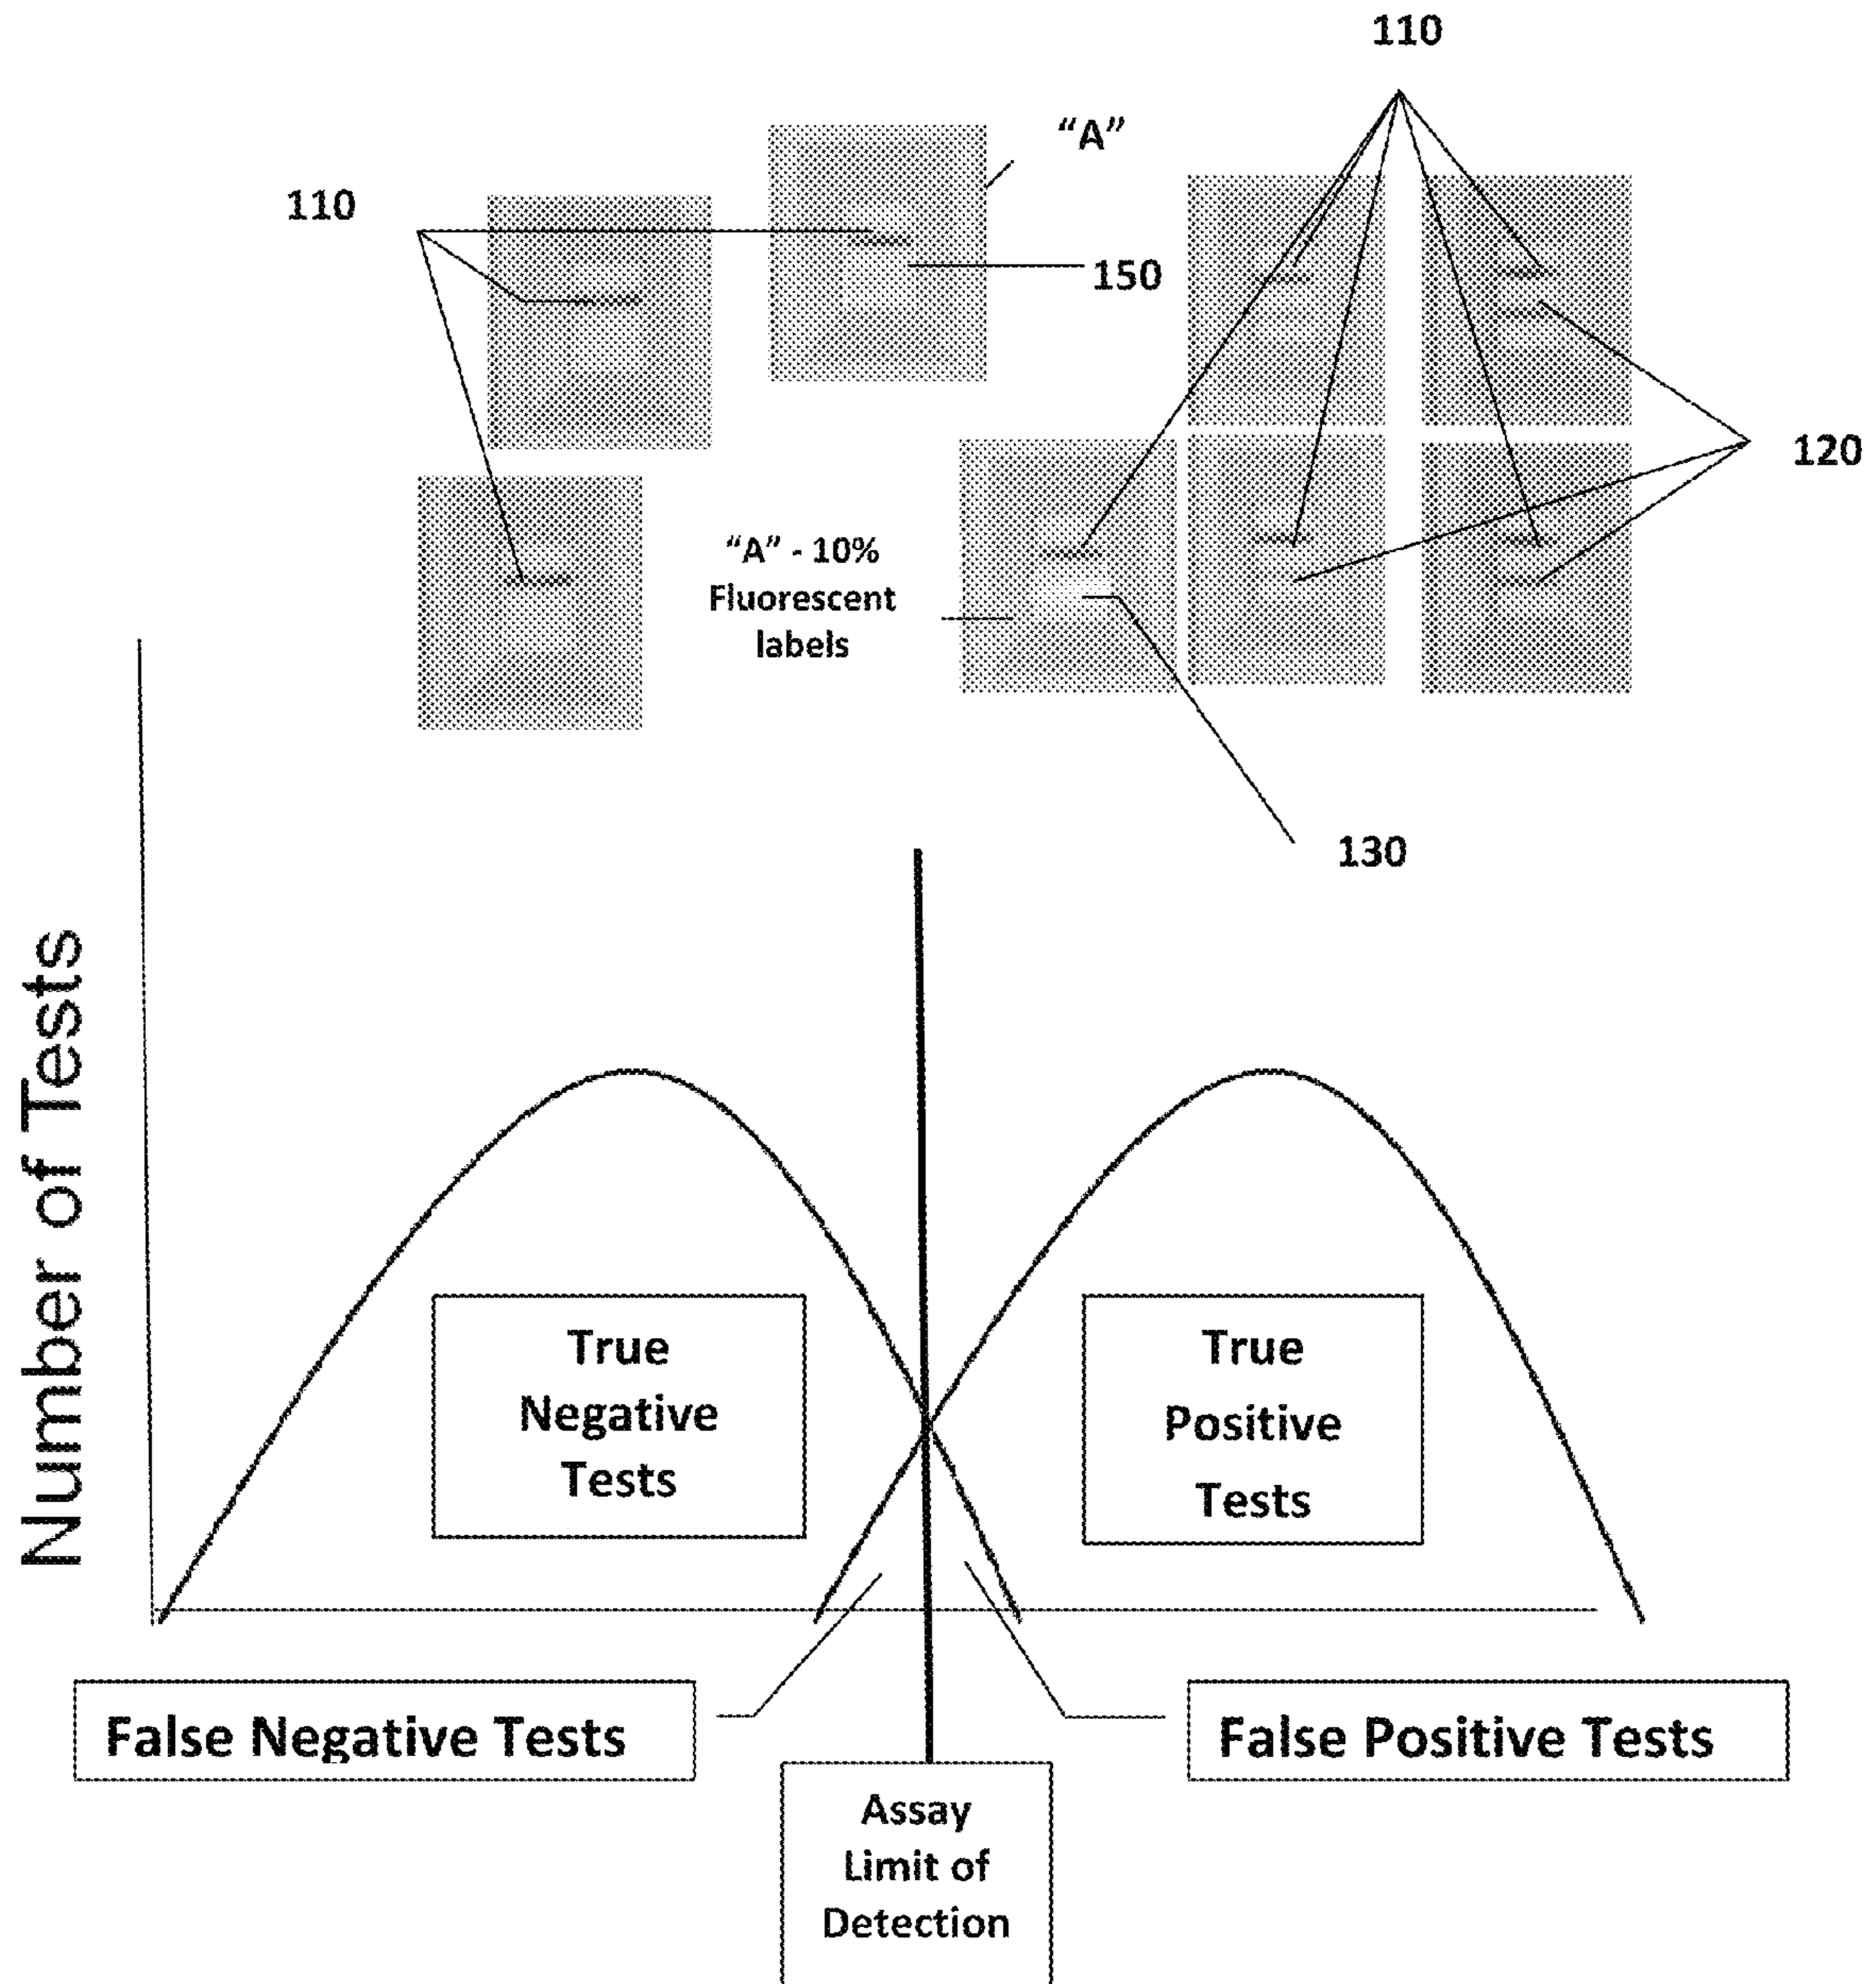 110
“A”
110
150
120
“A” - 10%
Fluorescent
labels
130
Number of Tests
True
Negative
Tests
True
Positive
Tests
False Negative Tests
False Positive Tests
Assay
Limit of
Detection